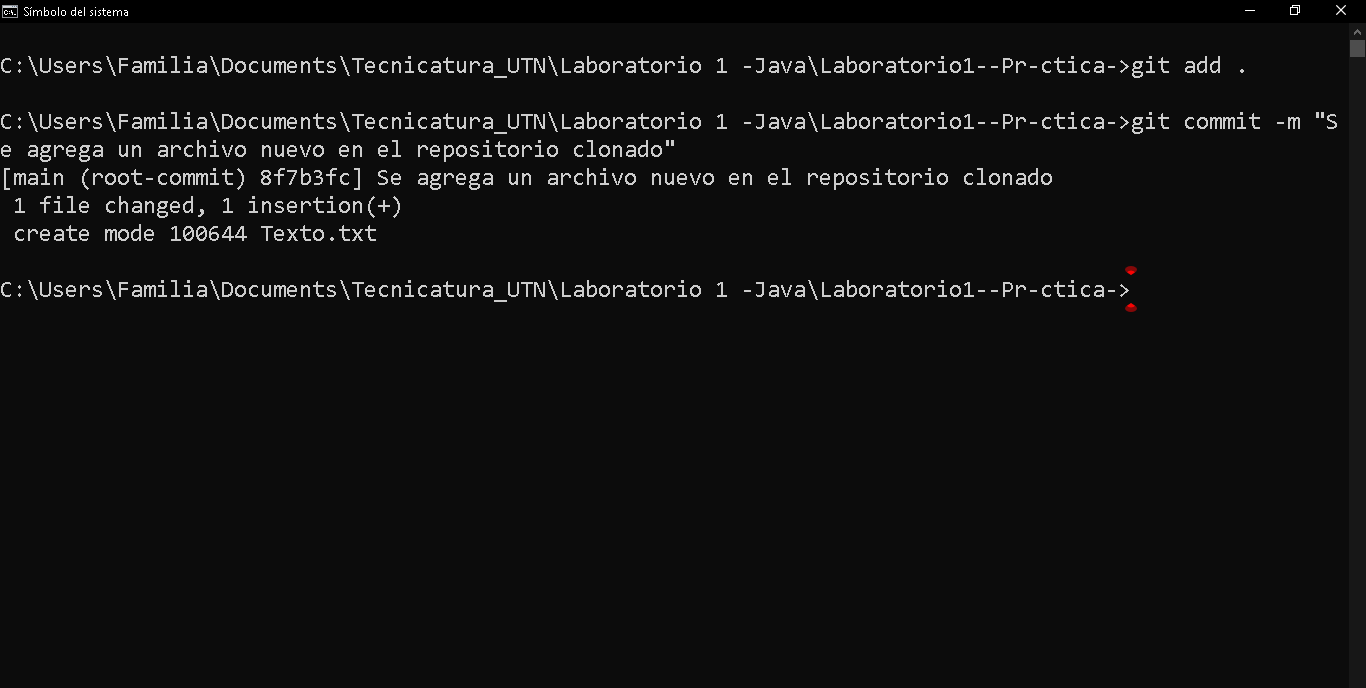 Símbolo del sistema
C:\Users\Familia\Documents\Tecnicatura_UTN\Laboratorio 1 -Java\Laboratorio1--Pr-ctica->git add .
C:\Users\Familia\Documents\Tecnicatura_UTN\Laboratorio 1 -Java\Laboratorio1--Pr-ctica->git commit -m "S
e agrega un archivo nuevo en el repositorio clonado"
[main (root-commit) 8f7b3fc] Se agrega un archivo nuevo en el repositorio clonado
 1 file changed, 1 insertion(+)
 create mode 100644 Texto.txt
C:\Users\Familia\Documents\Tecnicatura_UTN\Laboratorio 1 -Java\Laboratorio1--Pr-ctica->